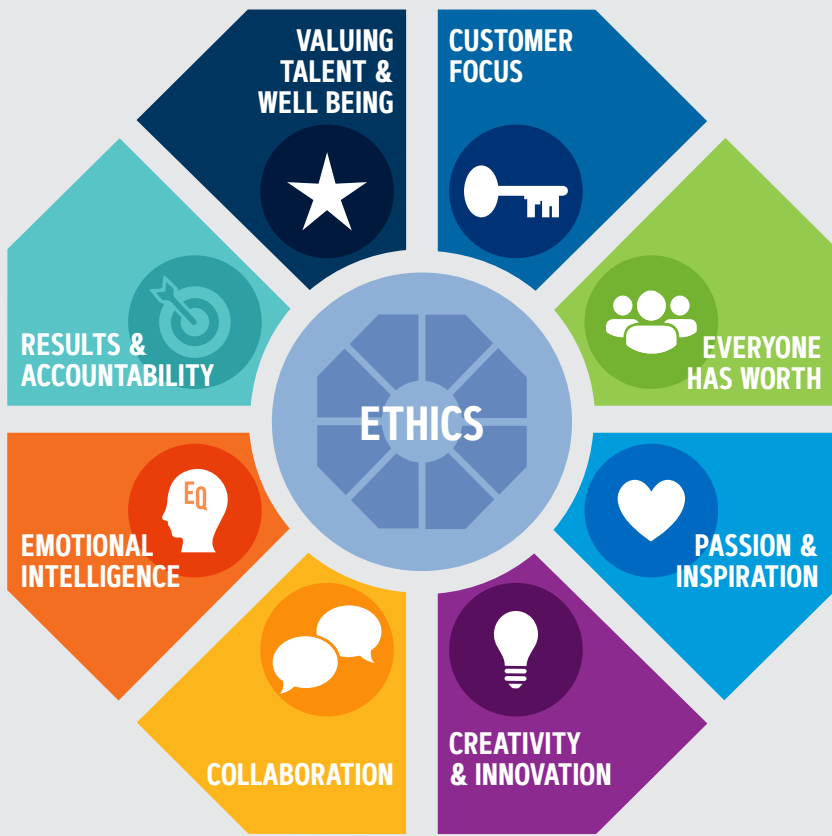 VALUING
TALENT &
WELL BEING
CUSTOMER
FOCUS
EVERYONE
HAS WORTH
PASSION &
INSPIRATION
CREATIVITY
& INNOVATION
COLLABORATION
EQ
EMOTIONAL
INTELLIGENCE
RESULTS &
ACCOUNTABILITY
ETHICS